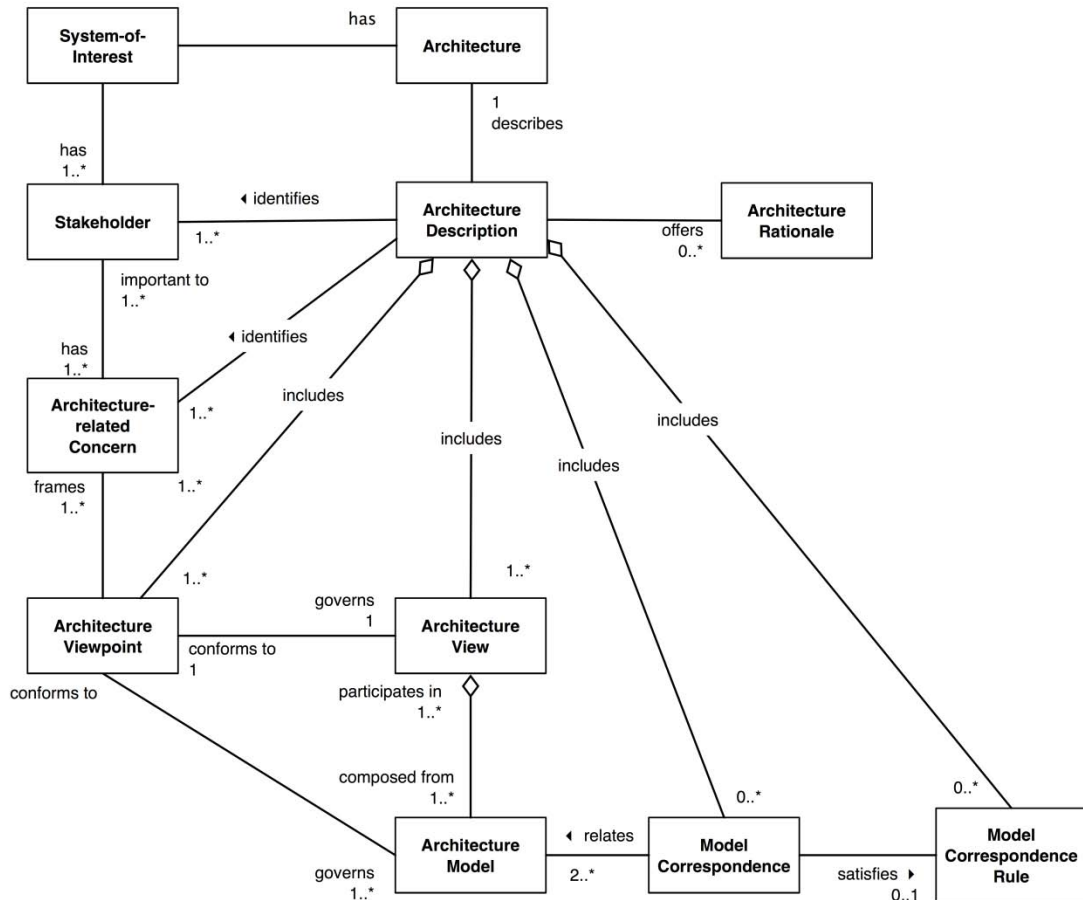 System-of-
Interest
has
Architecture
1
describes
has
1..*
Stakeholder
◂ identifies
1..*
Architecture
Description
offers
0..*
Architecture
Rationale
important to
1..*
◂ identifies
has
1..*
Architecture-
related
Concern
1..*
includes
includes
includes
includes
frames
1..*
1..*
1..*
1..*
Architecture
Viewpoint
governs
1
conforms to
1
Architecture
View
conforms to
participates in
1..*
composed from
1..*
0..*
0..*
governs
1..*
Architecture
Model
◂ relates
2..*
Model
Correspondence
satisfies ▸
0..1
Model
Correspondence
Rule